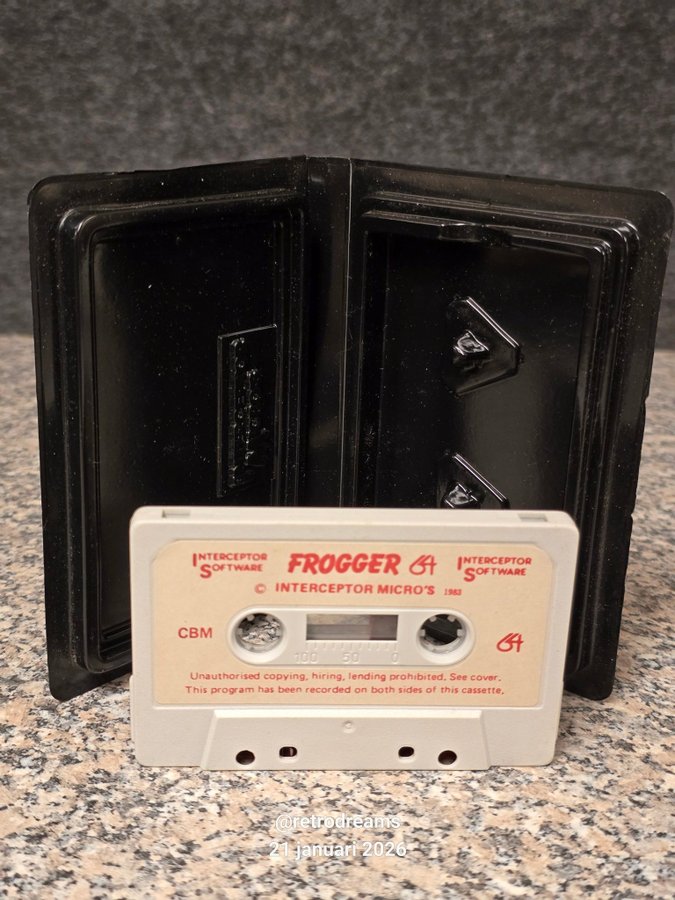 INTERCEPTOR SOFTWARE FROGGER 64 INTERCEPTOR SOFTWARE
© INTERCEPTOR MICRO'S 1983
CBM 64
100 50 0
Unauthorised copying, hiring, lending prohibited. See cover.
This program has been recorded on both sides of this cassette.
@retrodreams
21 januari 2026